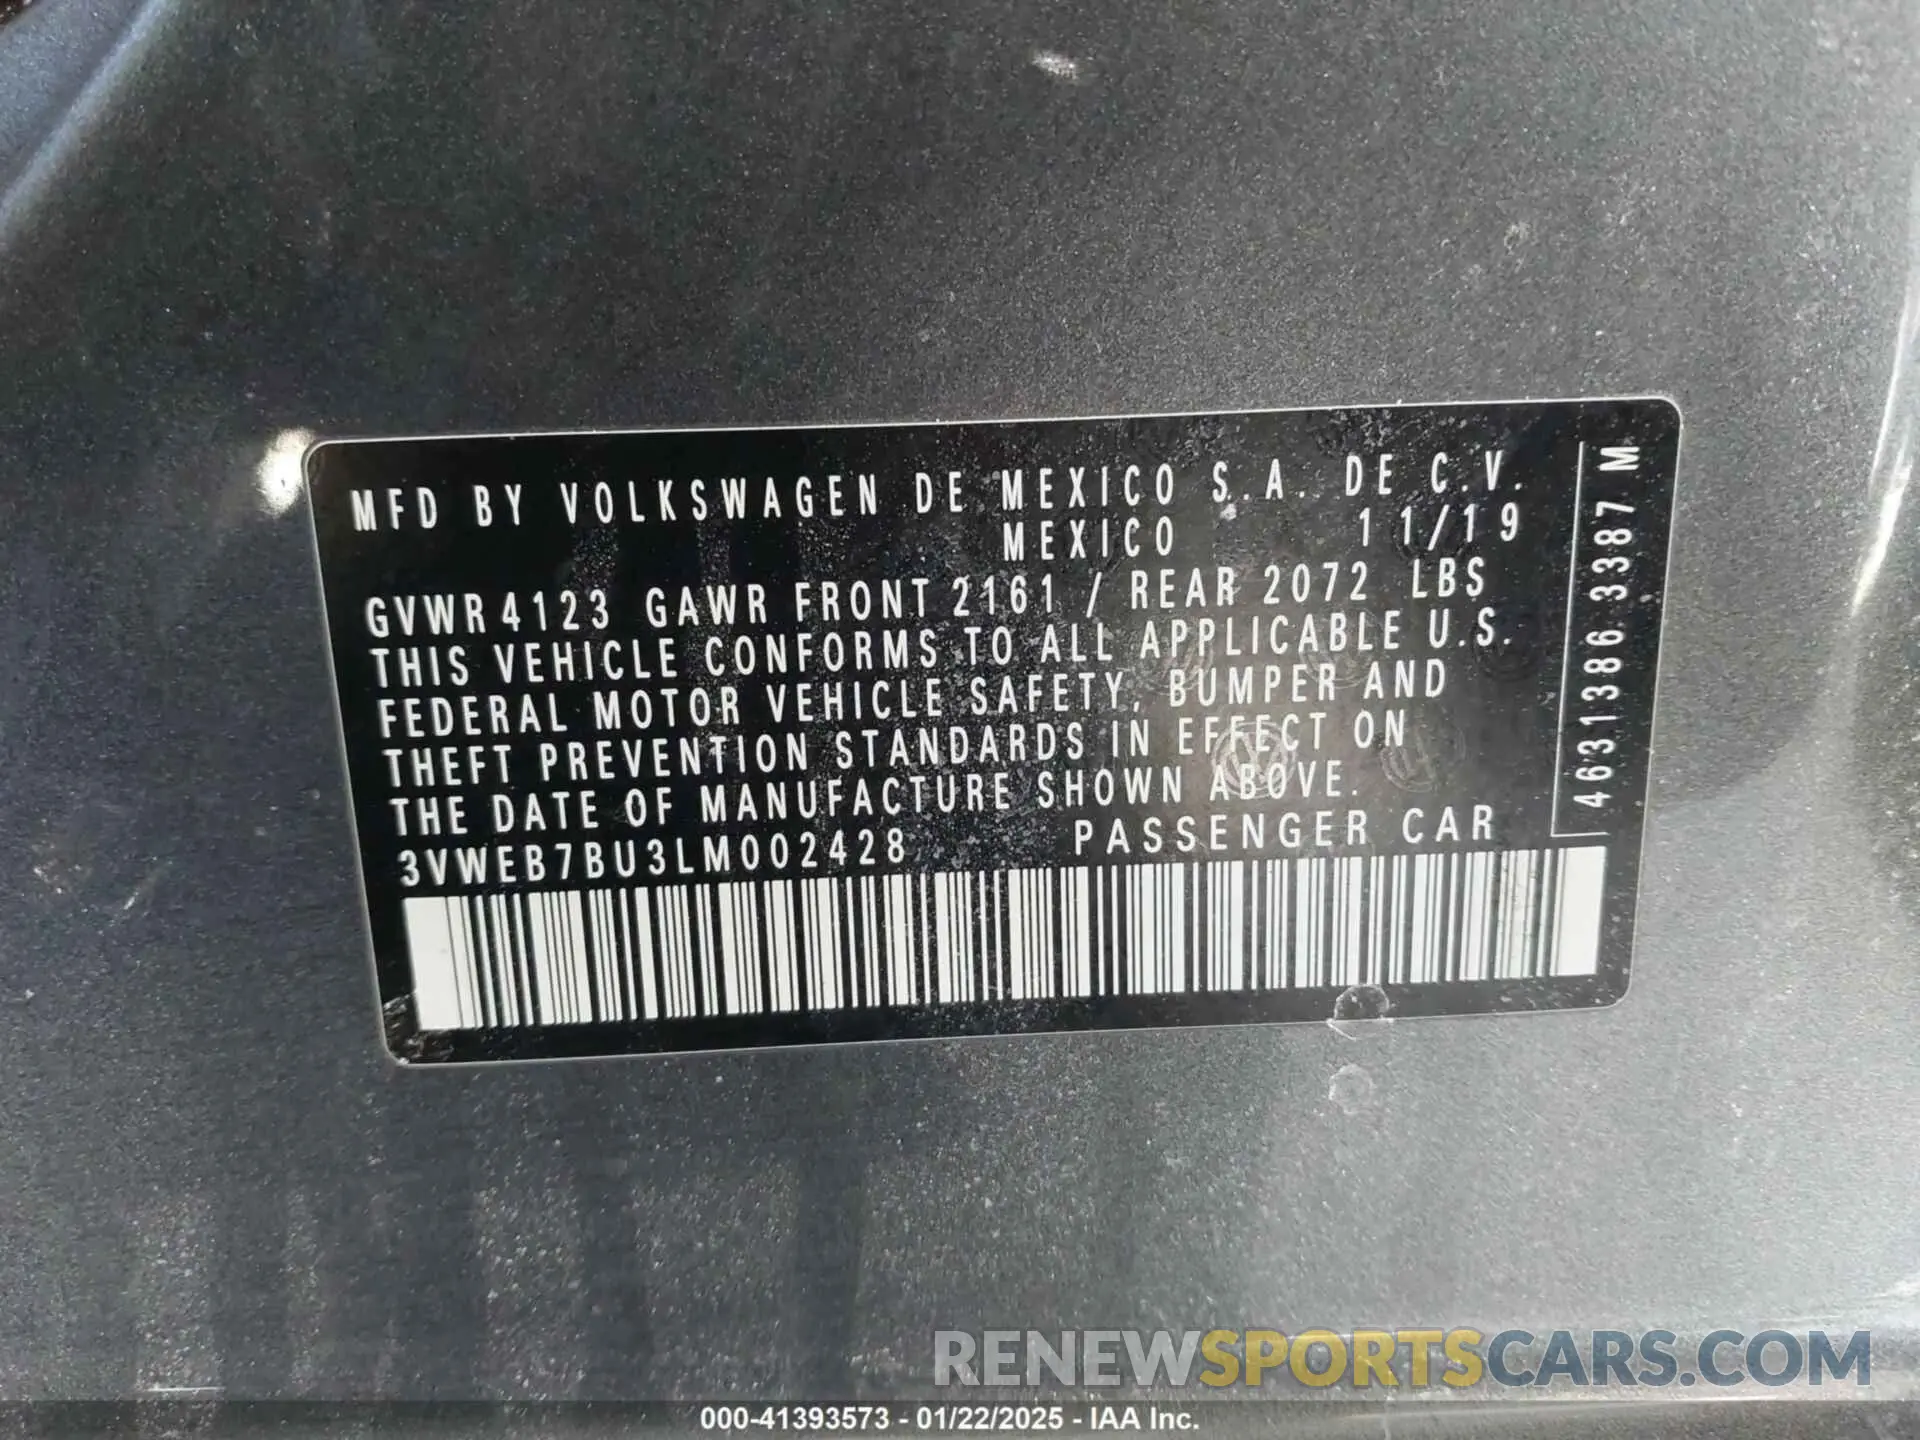 MFD BY VOLKSWAGEN DE MEXICO S.A. DE C.V.
MEXICO 11/19
GVWR 4123 GAWR FRONT 2161 / REAR 2072 LBS
THIS VEHICLE CONFORMS TO ALL APPLICABLE U.S.
FEDERAL MOTOR VEHICLE SAFETY, BUMPER AND
THEFT PREVENTION STANDARDS IN EFFECT ON
THE DATE OF MANUFACTURE SHOWN ABOVE.
3VWEB7BU3LM002428 PASSENGER CAR
4631386 3387 M
RENEWSPORTSCARS.COM
000-41393573 - 01/22/2025 - IAA Inc.